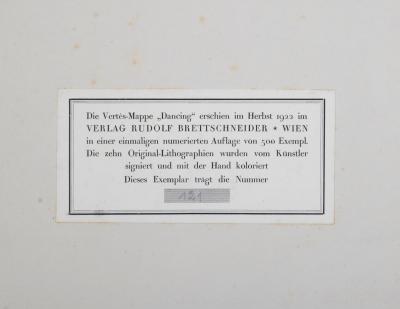 Die Vertès-Mappe „Dancing“ erschien im Herbst 1922 im
VERLAG RUDOLF BRETTSCHNEIDER * WIEN
in einer einmaligen numerierten Auflage von 500 Exempl.
Die zehn Original-Lithographien wurden vom Künstler
signiert und mit der Hand koloriert
Dieses Exemplar trägt die Nummer
121